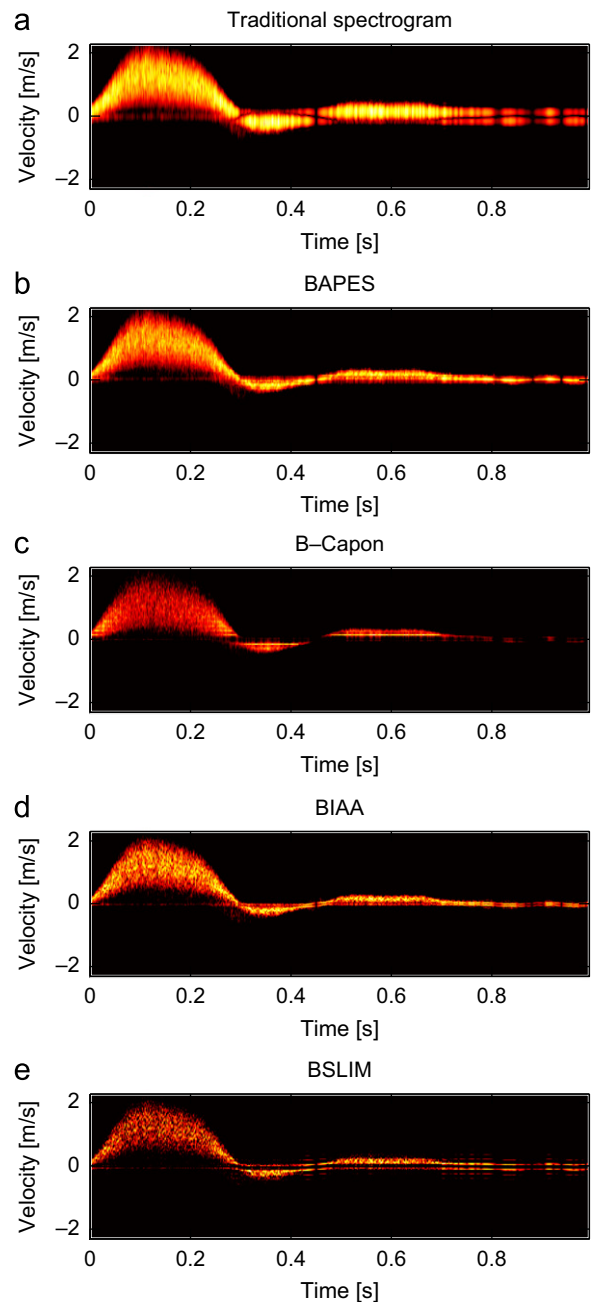 a
Traditional spectrogram
Velocity [m/s]
2
0
–2
0 0.2 0.4 0.6 0.8
Time [s]
b
BAPES
Velocity [m/s]
2
0
–2
0 0.2 0.4 0.6 0.8
Time [s]
c
B–Capon
Velocity [m/s]
2
0
–2
0 0.2 0.4 0.6 0.8
Time [s]
d
BIAA
Velocity [m/s]
2
0
–2
0 0.2 0.4 0.6 0.8
Time [s]
e
BSLIM
Velocity [m/s]
2
0
–2
0 0.2 0.4 0.6 0.8
Time [s]